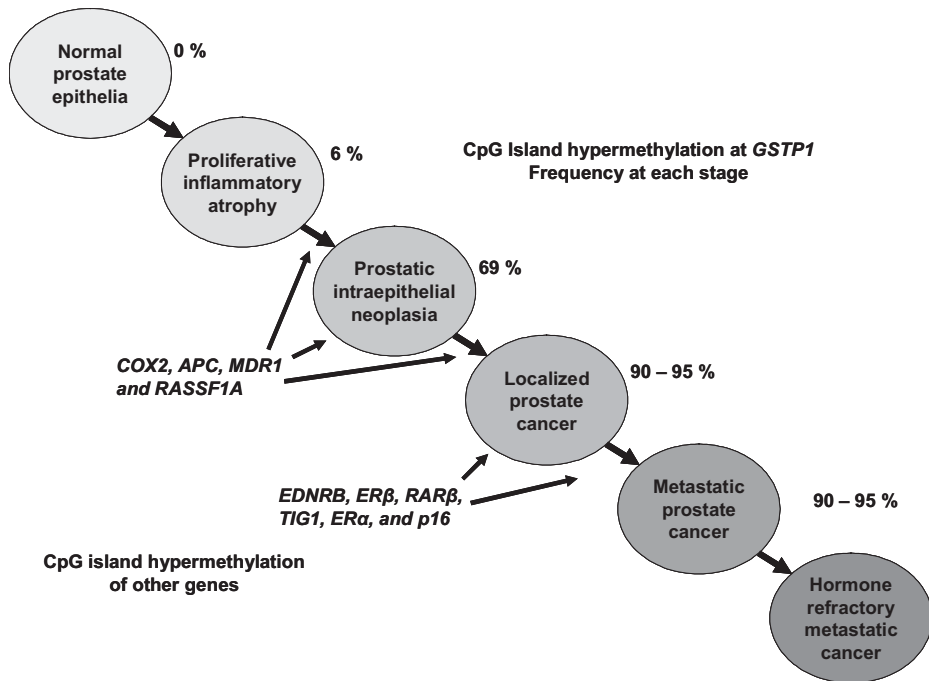 Normal
prostate
epithelia
0 %
Proliferative
inflammatory
atrophy
6 %
CpG Island hypermethylation at GSTP1
Frequency at each stage
Prostatic
intraepithelial
neoplasia
69 %
COX2, APC, MDR1
and RASSF1A
Localized
prostate
cancer
90 – 95 %
EDNRB, ERβ, RARβ,
TIG1, ERα, and p16
Metastatic
prostate
cancer
90 – 95 %
CpG island hypermethylation
of other genes
Hormone
refractory
metastatic
cancer